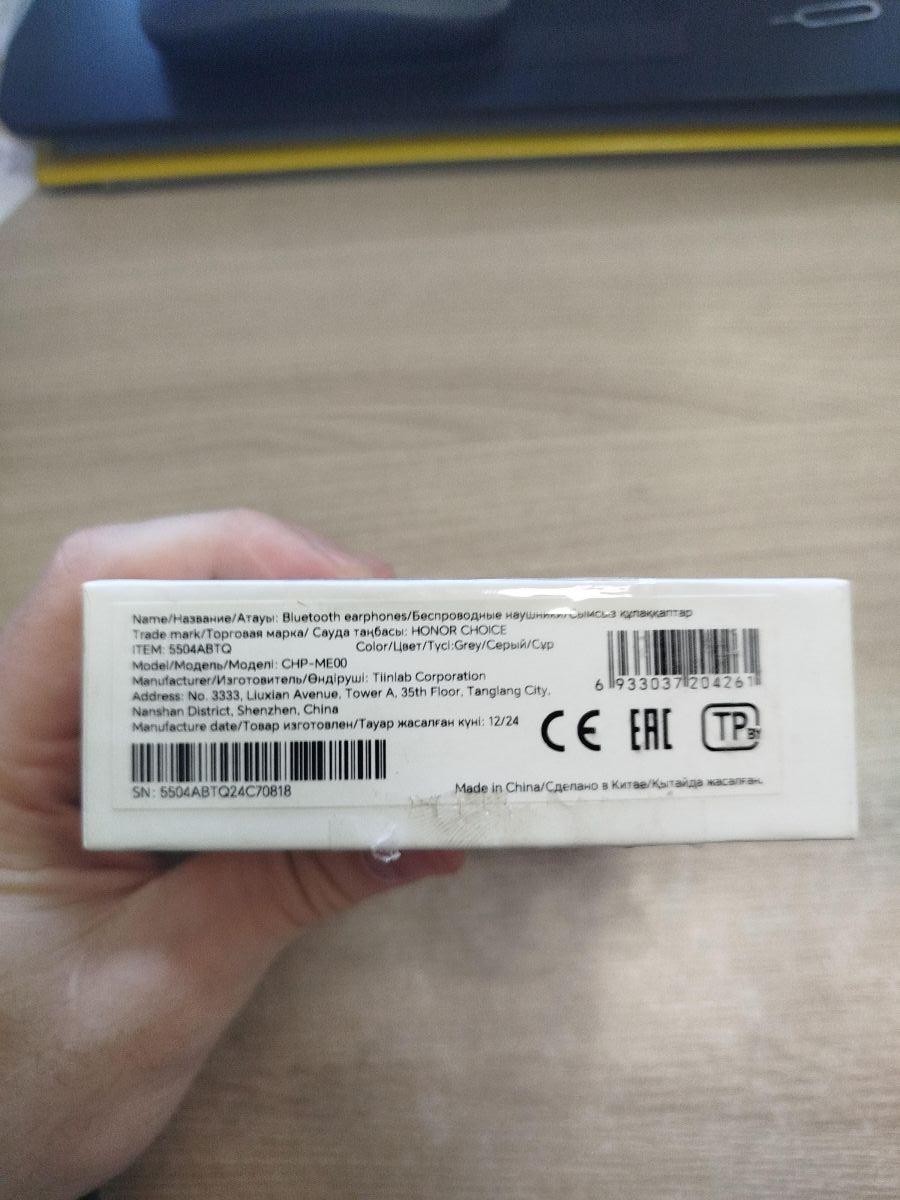 Name/Название/Атауы: Bluetooth earphones/Беспроводные наушники/Сымсыз құлаққаптар
Trade mark/Торговая марка/ Сауда таңбасы: HONOR CHOICE
ITEM: 5504ABTQ Color/Цвет/Түсі:Grey/Серый/Сұр
Model/Модель/Моделі: CHP-ME00
Manufacturer/Изготовитель/Өндіруші: Tiinlab Corporation
Address: No. 3333, Liuxian Avenue, Tower A, 35th Floor, Tanglang City,
Nanshan District, Shenzhen, China
Manufacture date/Товар изготовлен/Тауар жасалған күні: 12/24
6 933037 204261
CE EAC TP BY
SN: 5504ABTQ24C70818
Made in China/Сделано в Китае/Қытайда жасалған.